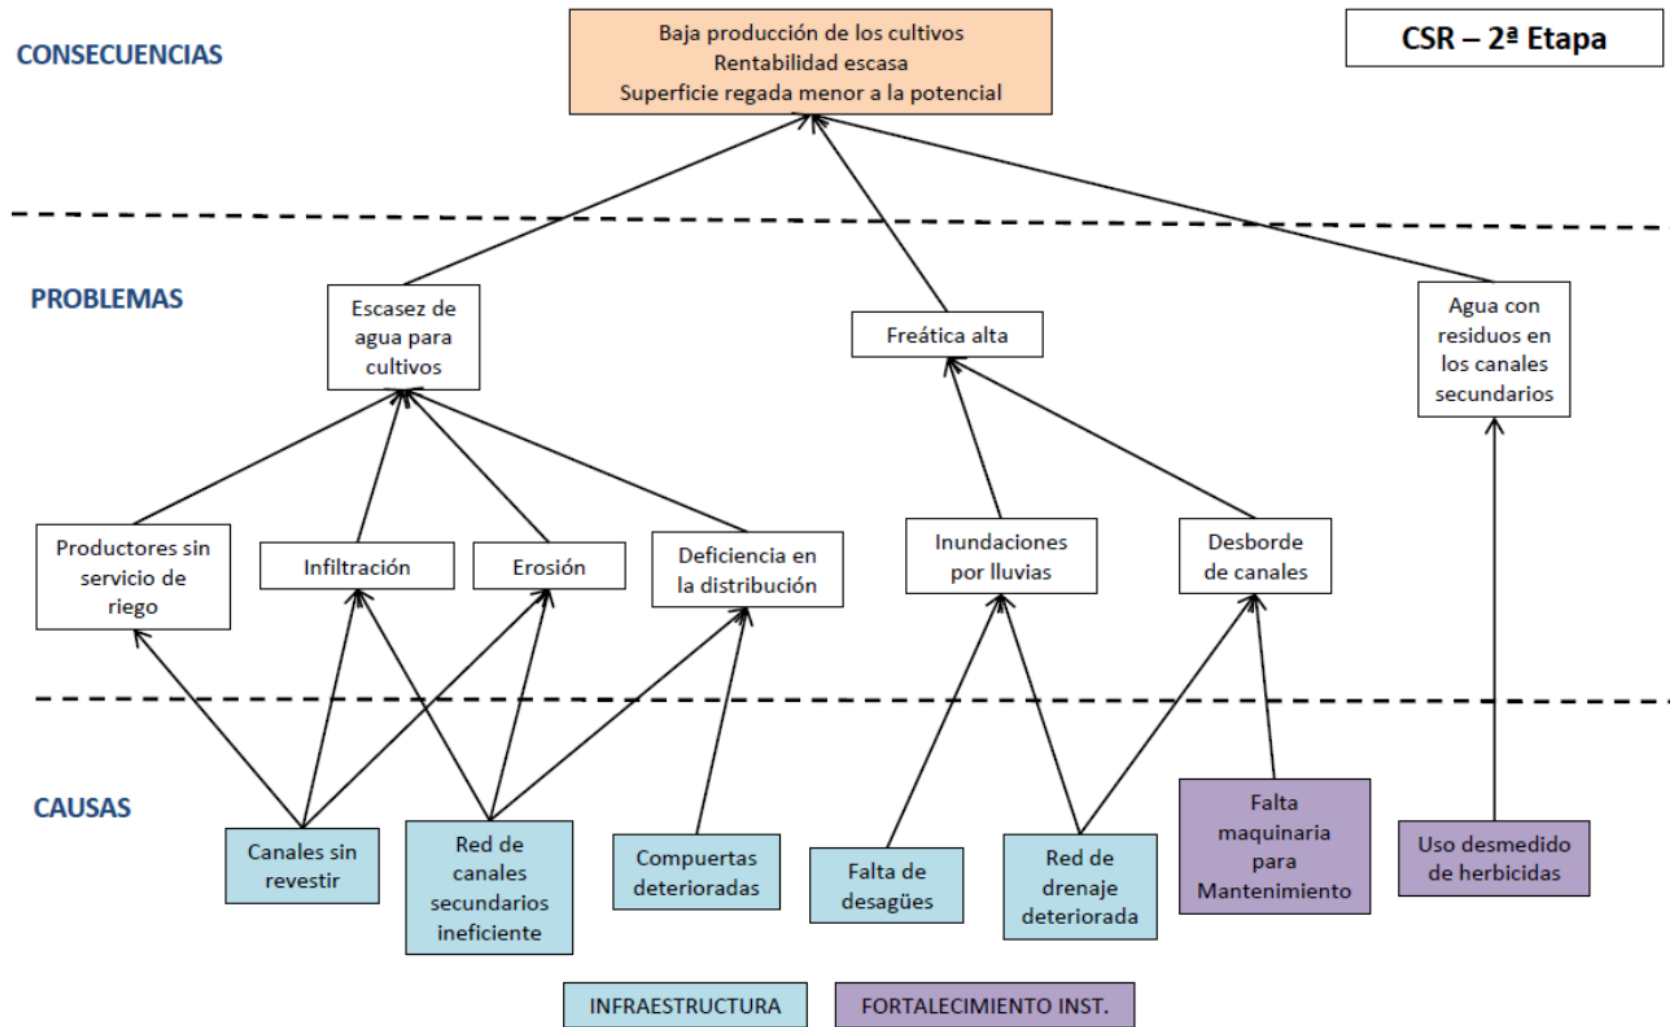 CONSECUENCIAS
Baja producción de los cultivos
Rentabilidad escasa
Superficie regada menor a la potencial
CSR – 2ª Etapa
PROBLEMAS
Escasez de
agua para
cultivos
Freática alta
Agua con
residuos en
los canales
secundarios
Productores sin
servicio de
riego
Infiltración
Erosión
Deficiencia en
la distribución
Inundaciones
por lluvias
Desborde
de canales
CAUSAS
Canales sin
revestir
Red de
canales
secundarios
ineficiente
Compuertas
deterioradas
Falta de
desagües
Red de
drenaje
deteriorada
Falta
maquinaria
para
Mantenimiento
Uso desmedido
de herbicidas
INFRAESTRUCTURA
FORTALECIMIENTO INST.